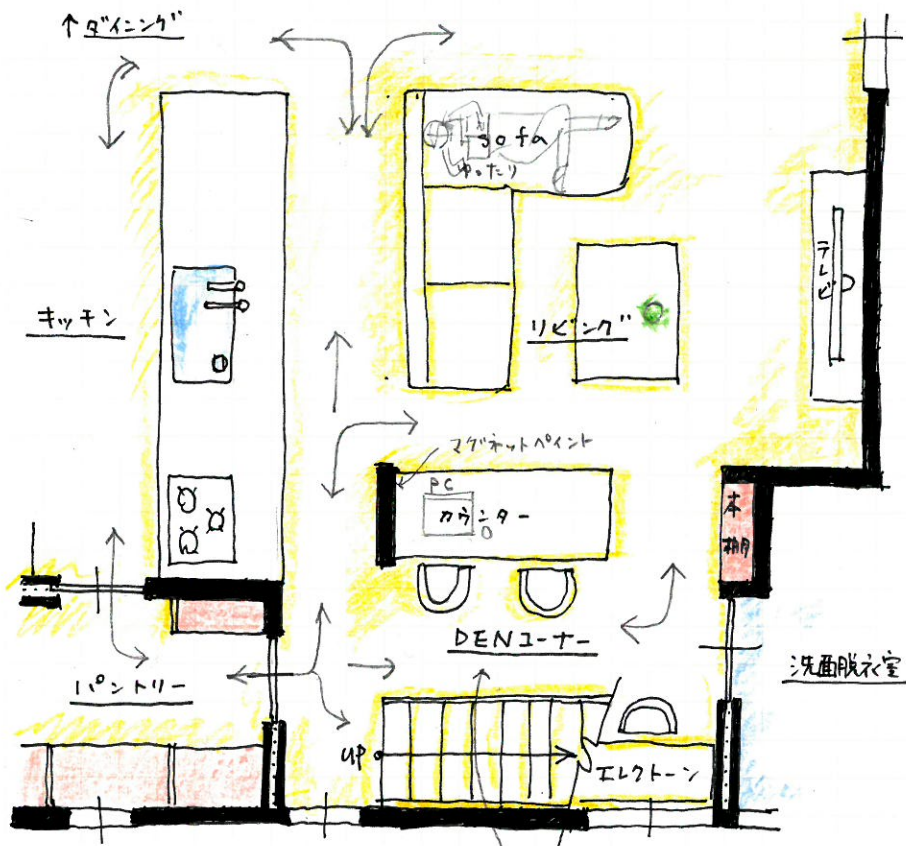 ↑ダイニング
sofa
ゆったり
テレビ
キッチン
リビング
マグネットペイント
PC
カウンター
本棚
DENコーナー
洗面脱衣室
パントリー
UP
エレクトーン